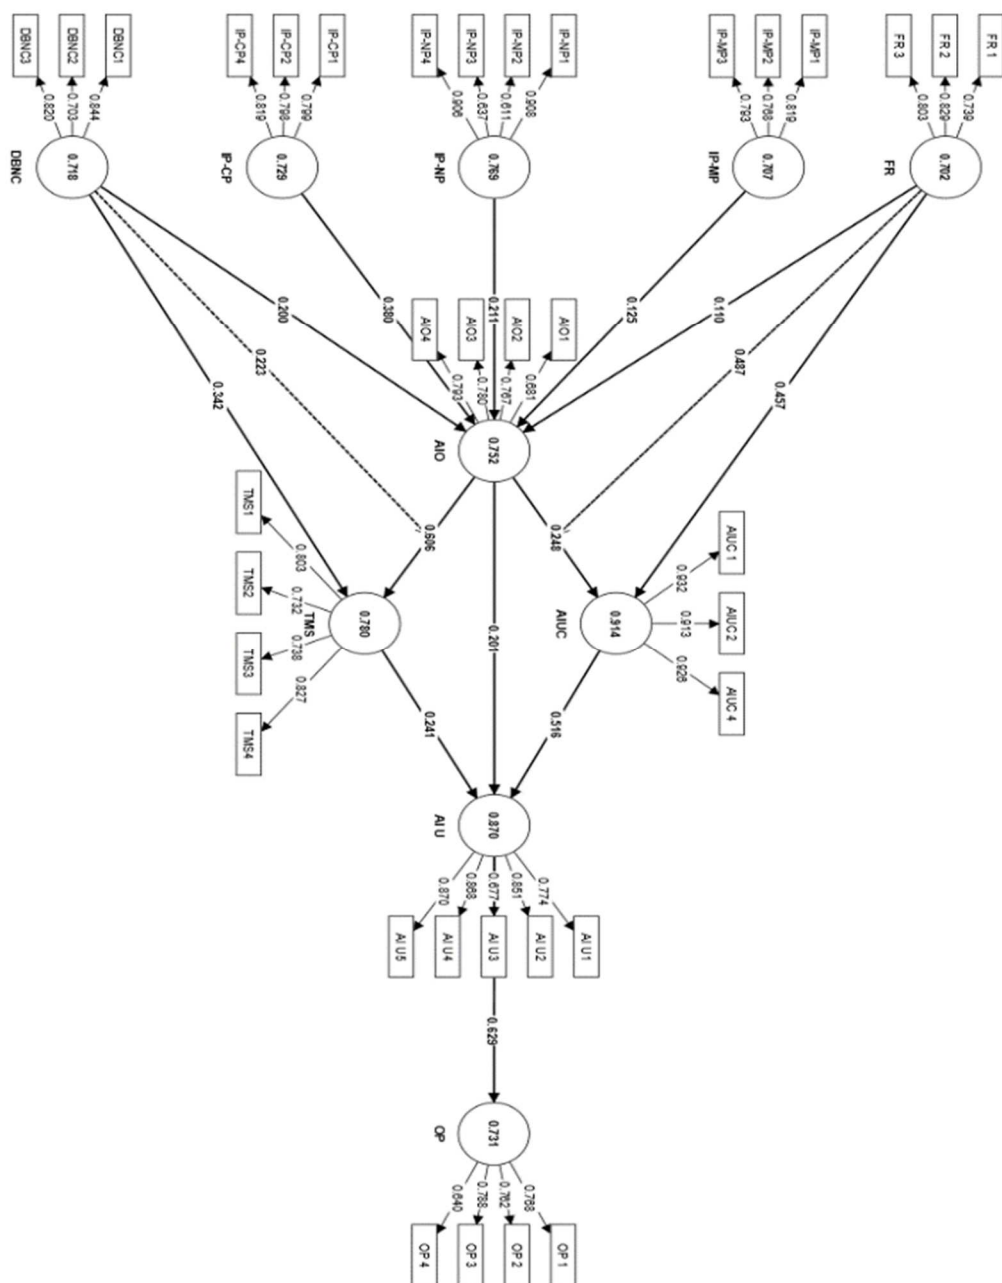 DBNC3
DBNC2
DBNC1
IP-CP4
IP-CP2
IP-CP1
IP-NP4
IP-NP3
IP-NP2
IP-NP1
IP-MP3
IP-MP2
IP-MP1
FR 3
FR 2
FR 1
0.820
0.703
0.844
0.819
0.798
0.799
0.906
0.637
0.611
0.908
0.793
0.768
0.819
0.803
0.829
0.739
0.718
0.729
0.769
0.707
0.702
DBNC
IP-CP
IP-NP
IP-MP
FR
0.200
0.380
0.211
0.125
0.110
0.223
0.487
0.342
0.457
AIO4
AIO3
AIO2
AIO1
0.793
0.780
0.767
0.681
0.752
AIO
0.606
0.248
TMS1
TMS2
TMS3
TMS4
0.803
0.732
0.738
0.827
TMS
0.780
AIUC
0.914
0.932
0.913
0.926
AIUC 1
AIUC 2
AIUC 4
0.201
0.241
0.516
AI U
0.870
0.870
0.868
0.677
0.851
0.774
AI U5
AI U4
AI U3
AI U2
AI U1
0.629
OP
0.731
0.640
0.788
0.762
0.768
OP 4
OP 3
OP 2
OP 1